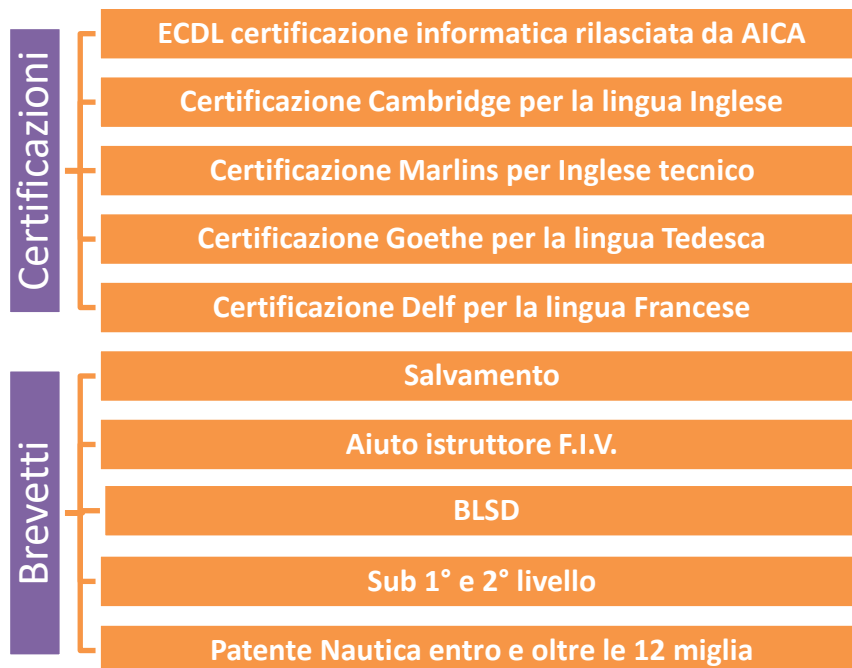 Certificazioni
ECDL certificazione informatica rilasciata da AICA
Certificazione Cambridge per la lingua Inglese
Certificazione Marlins per Inglese tecnico
Certificazione Goethe per la lingua Tedesca
Certificazione Delf per la lingua Francese
Brevetti
Salvamento
Aiuto istruttore F.I.V.
BLSD
Sub 1° e 2° livello
Patente Nautica entro e oltre le 12 miglia